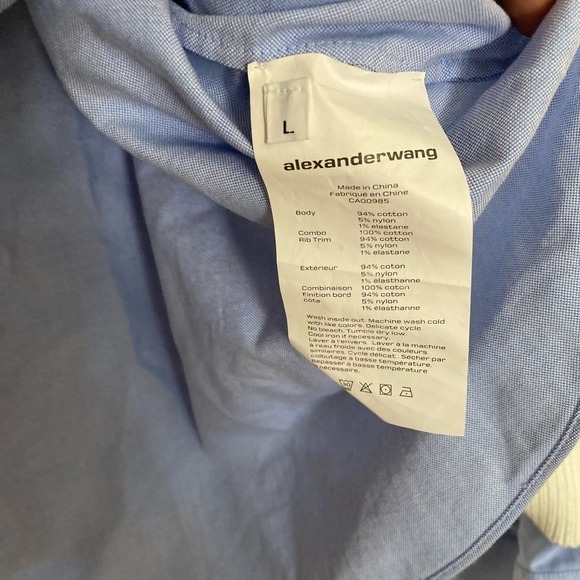 L
alexanderwang
Made in China
Fabriqué en Chine
CA00985
Body 94% cotton
5% nylon
1% elastane
Combo 100% cotton
Rib Trim 94% cotton
5% nylon
1% elastane
Extérieur 94% coton
5% nylon
1% élasthanne
Combinaison 100% coton
Finition bord 94% coton
côte 5% nylon
1% élasthanne
Wash inside out. Machine wash cold
with like colors. Delicate cycle
No bleach. Tumble dry low.
Cool iron if necessary.
Laver à l'envers. Laver à la machine
à l'eau froide avec des couleurs
similaires. Cycle délicat. Sécher par
culbutage à basse température.
Repasser à basse température
si nécessaire.
30